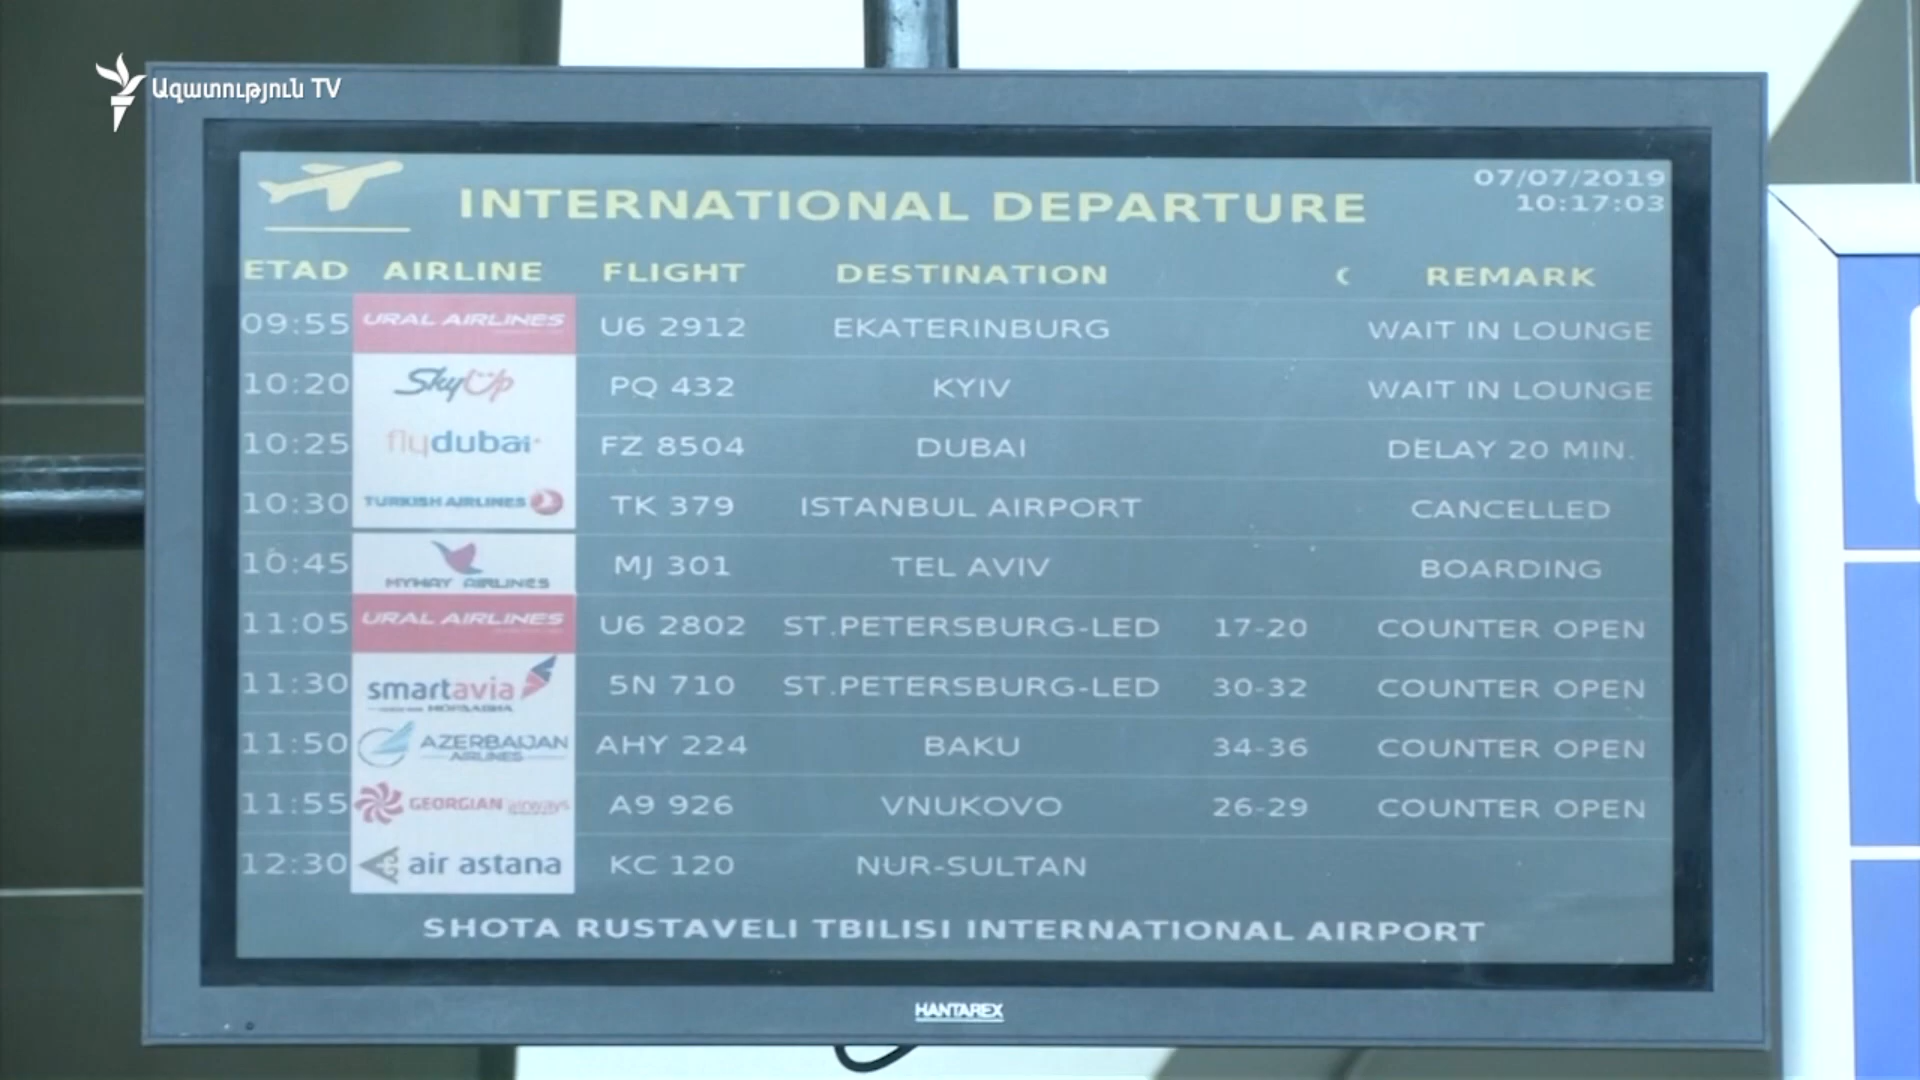 Ազատություն TV
INTERNATIONAL DEPARTURE
07/07/2019
10:17:03
ETAD AIRLINE FLIGHT DESTINATION C REMARK
09:55 URAL AIRLINES U6 2912 EKATERINBURG WAIT IN LOUNGE
10:20 SkyUp PQ 432 KYIV WAIT IN LOUNGE
10:25 flydubai FZ 8504 DUBAI DELAY 20 MIN.
10:30 TURKISH AIRLINES TK 379 ISTANBUL AIRPORT CANCELLED
10:45 MYWAY AIRLINES MJ 301 TEL AVIV BOARDING
11:05 URAL AIRLINES U6 2802 ST.PETERSBURG-LED 17-20 COUNTER OPEN
11:30 smartavia 5N 710 ST.PETERSBURG-LED 30-32 COUNTER OPEN
11:50 AZERBAIJAN AIRLINES AHY 224 BAKU 34-36 COUNTER OPEN
11:55 GEORGIAN airways A9 926 VNUKOVO 26-29 COUNTER OPEN
12:30 air astana KC 120 NUR-SULTAN
SHOTA RUSTAVELI TBILISI INTERNATIONAL AIRPORT
HANTAREX